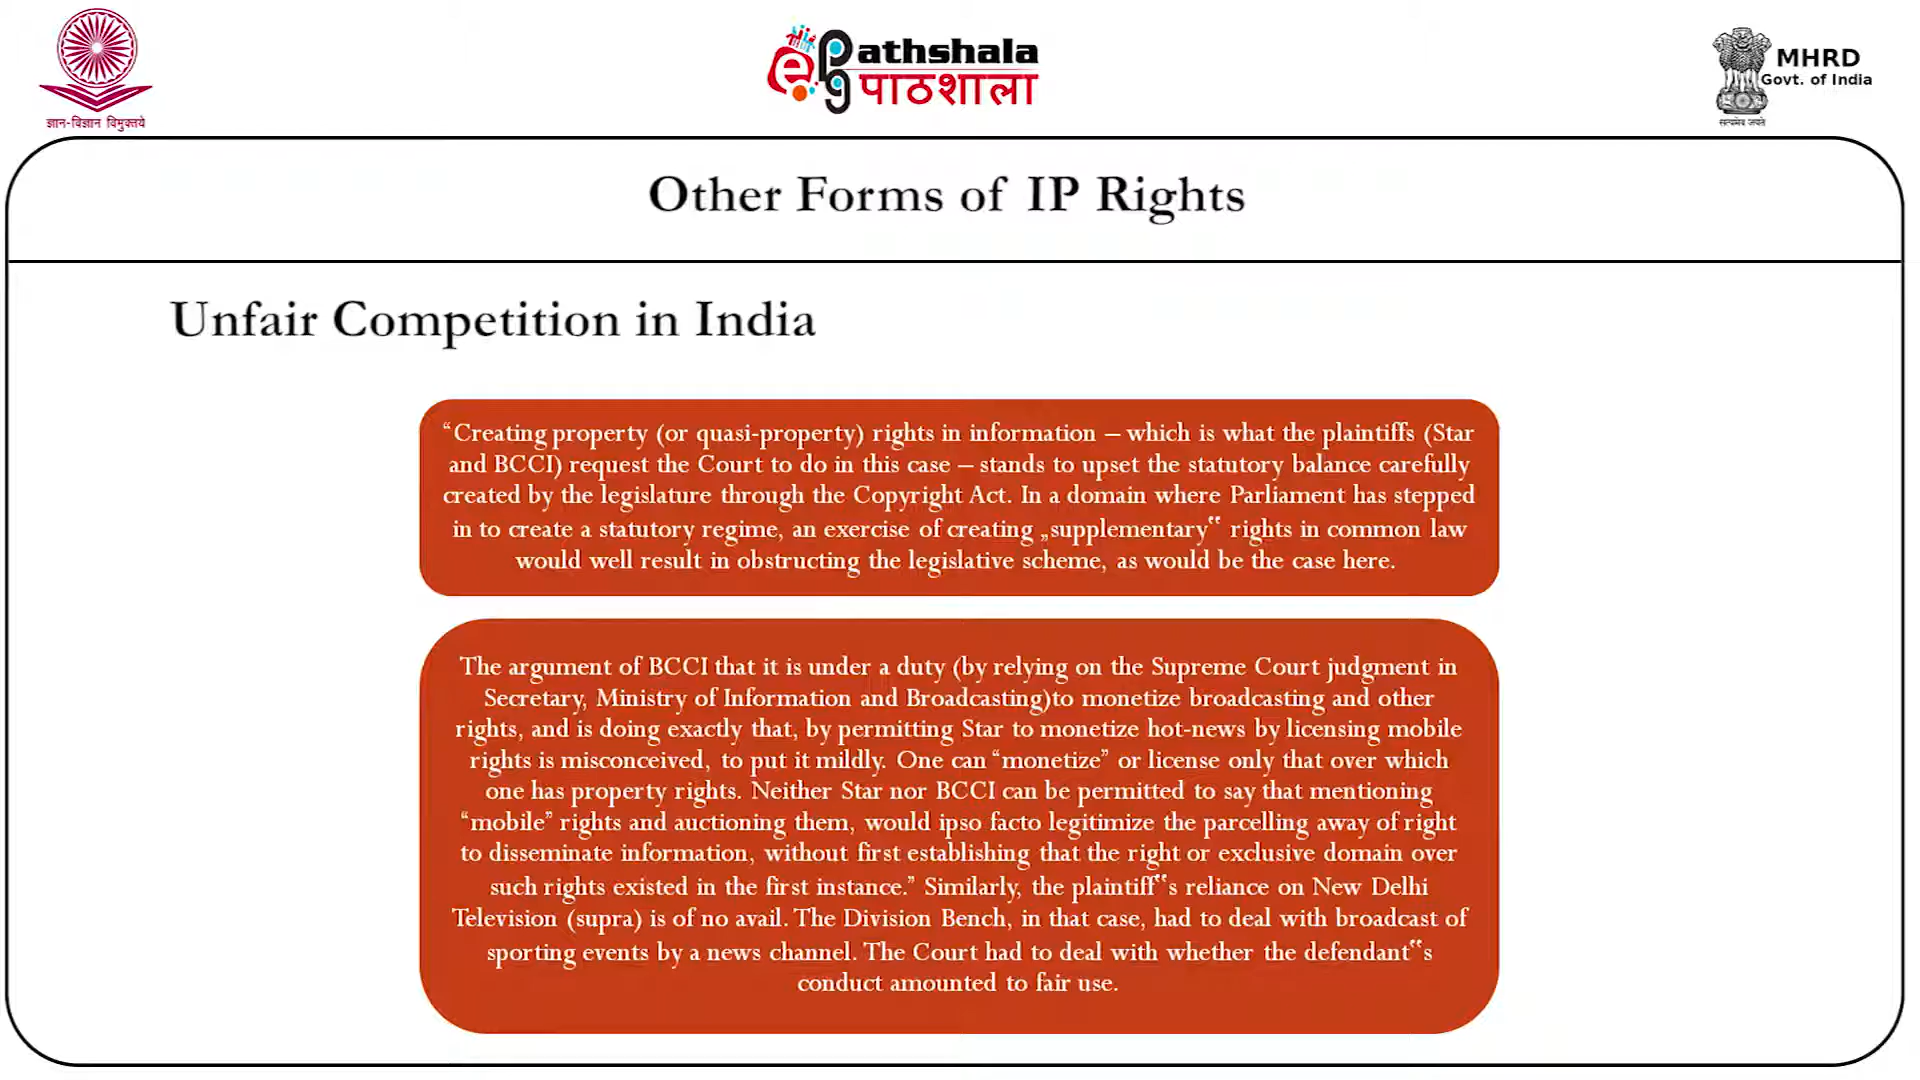 ज्ञान-विज्ञान विमुक्तये
e pg Pathshala
पाठशाला
MHRD
Govt. of India
सत्यमेव जयते
Other Forms of IP Rights
Unfair Competition in India
“Creating property (or quasi-property) rights in information – which is what the plaintiffs (Star
and BCCI) request the Court to do in this case – stands to upset the statutory balance carefully
created by the legislature through the Copyright Act. In a domain where Parliament has stepped
in to create a statutory regime, an exercise of creating „supplementary‟ rights in common law
would well result in obstructing the legislative scheme, as would be the case here.
The argument of BCCI that it is under a duty (by relying on the Supreme Court judgment in
Secretary, Ministry of Information and Broadcasting)to monetize broadcasting and other
rights, and is doing exactly that, by permitting Star to monetize hot-news by licensing mobile
rights is misconceived, to put it mildly. One can “monetize” or license only that over which
one has property rights. Neither Star nor BCCI can be permitted to say that mentioning
“mobile” rights and auctioning them, would ipso facto legitimize the parcelling away of right
to disseminate information, without first establishing that the right or exclusive domain over
such rights existed in the first instance.” Similarly, the plaintiff‟s reliance on New Delhi
Television (supra) is of no avail. The Division Bench, in that case, had to deal with broadcast of
sporting events by a news channel. The Court had to deal with whether the defendant‟s
conduct amounted to fair use.